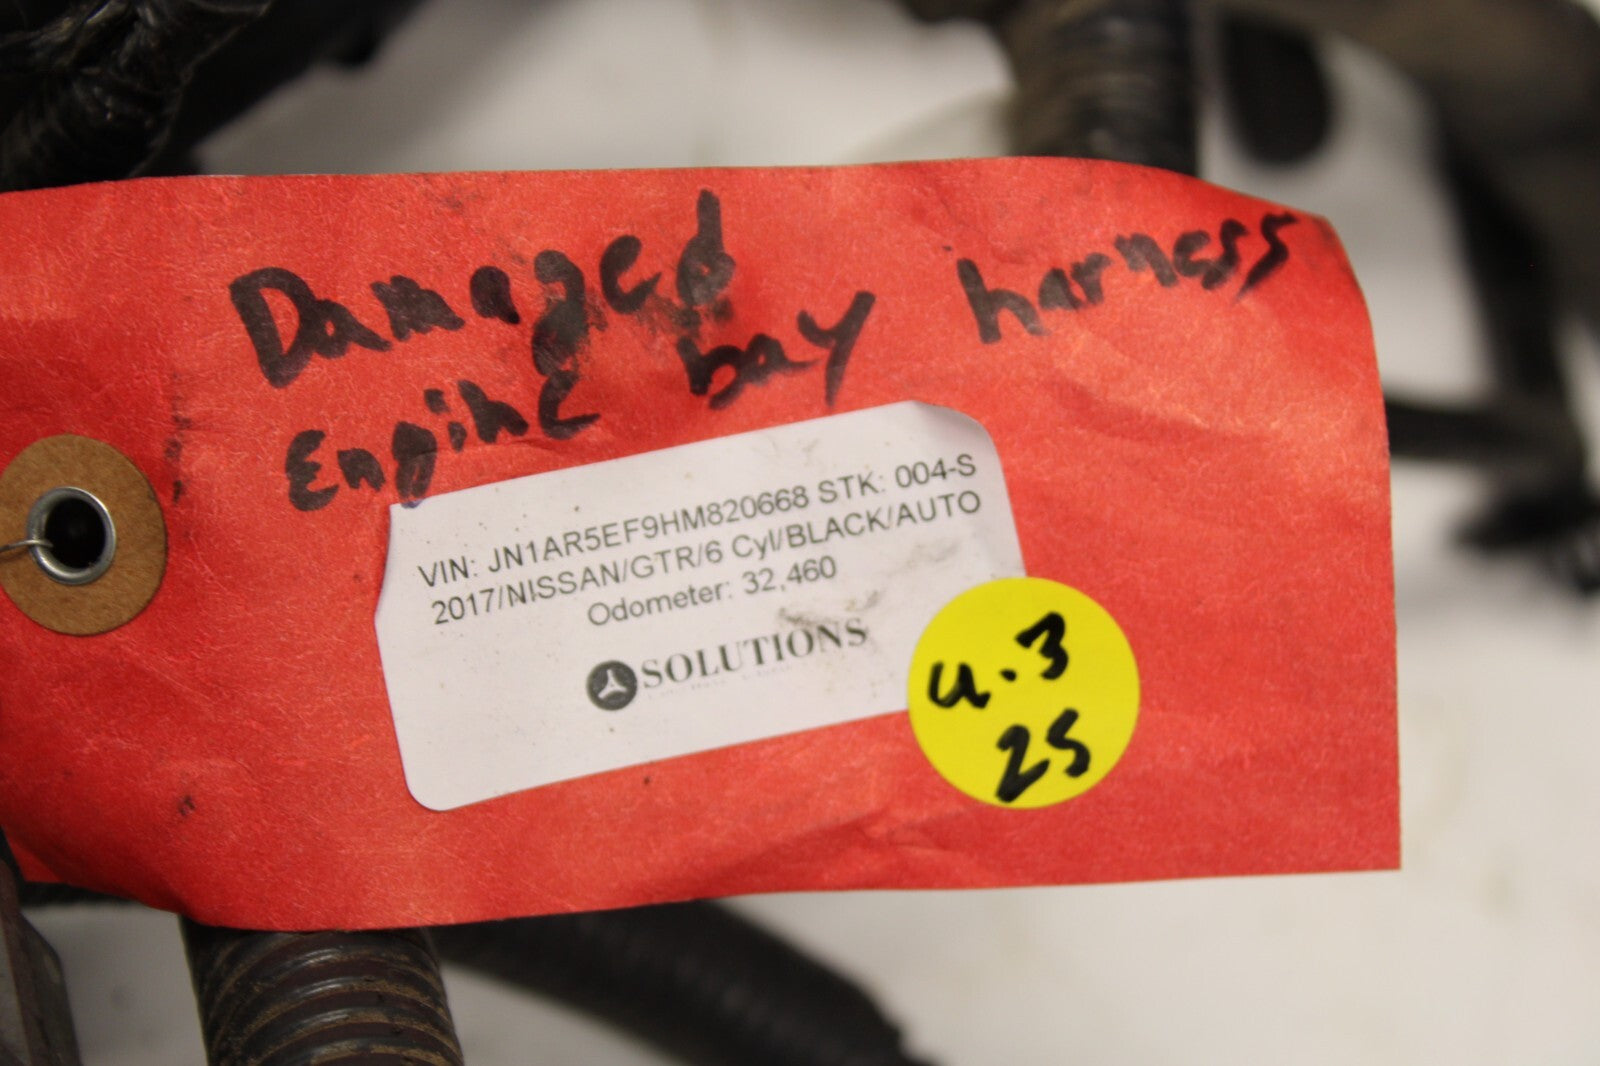 Damaged
Engine bay harness
VIN: JN1AR5EF9HM820668 STK: 004-S
2017/NISSAN/GTR/6 Cyl/BLACK/AUTO
Odometer: 32,460
SOLUTIONS
4.3
25